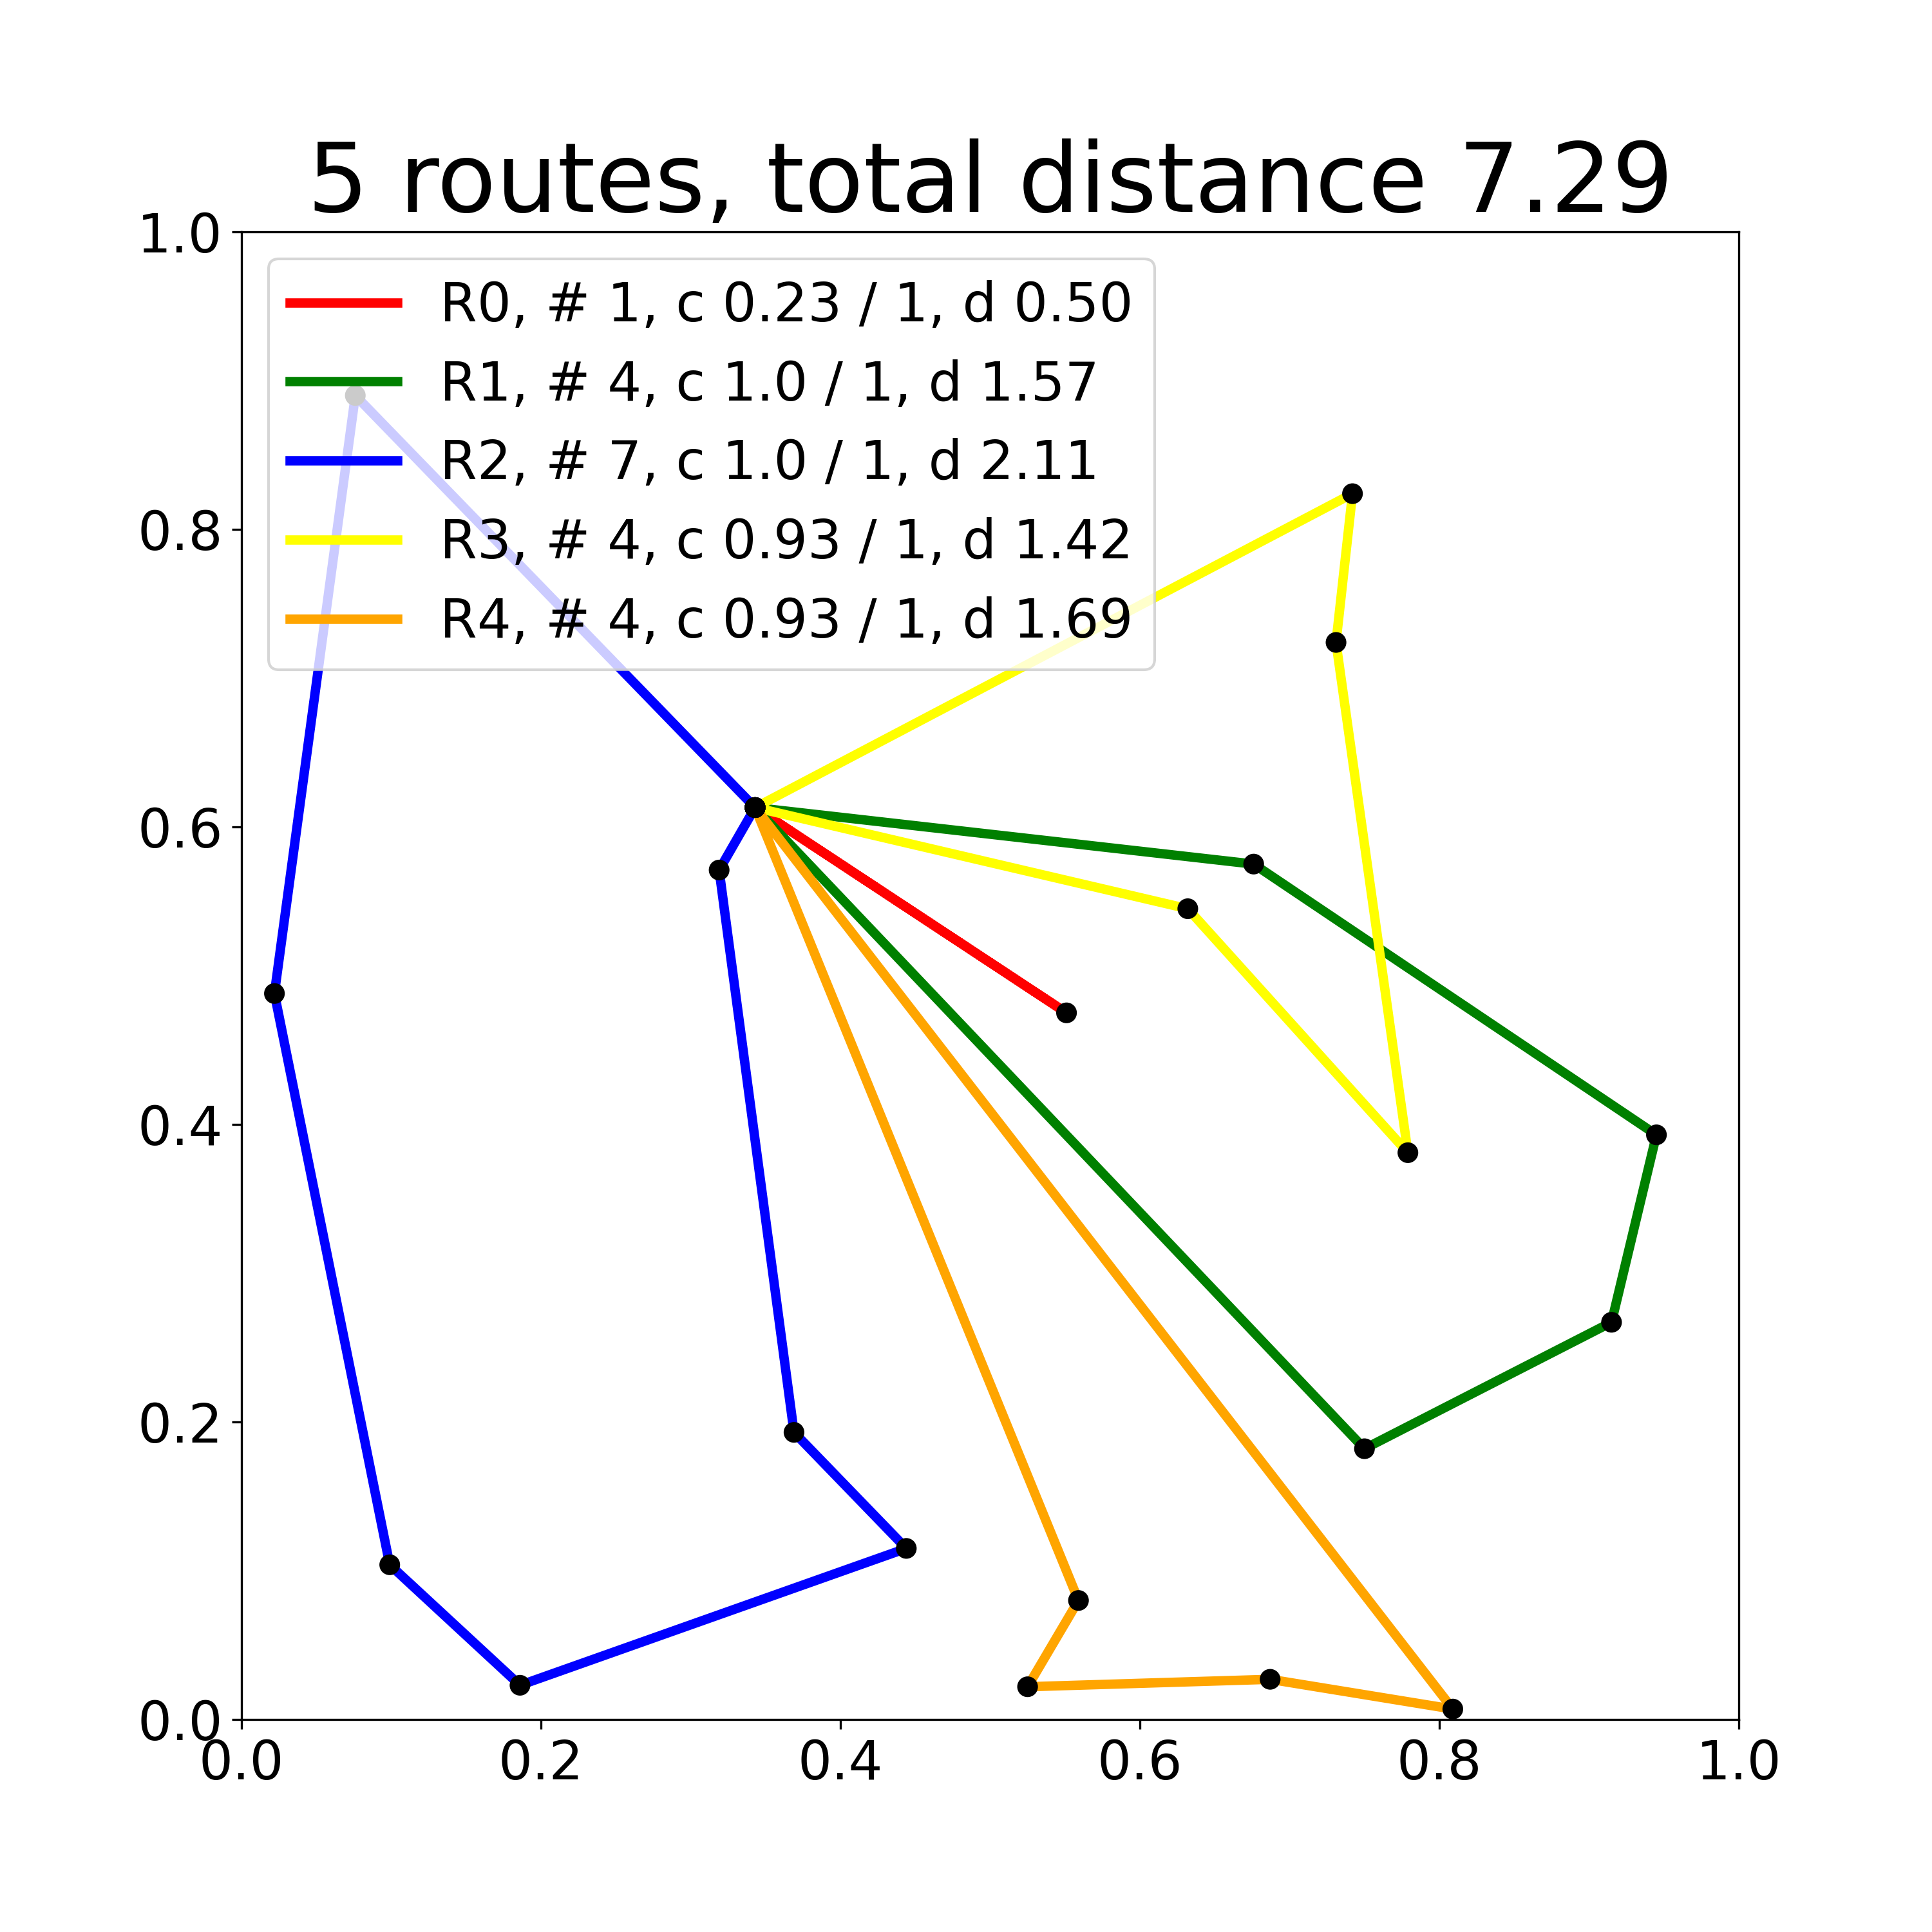 5 routes, total distance 7.29
1.0
R0, # 1, c 0.23 / 1, d 0.50
R1, # 4, c 1.0 / 1, d 1.57
R2, # 7, c 1.0 / 1, d 2.11
0.8
R3, # 4, c 0.93 / 1, d 1.42
R4, # 4, c 0.93 / 1, d 1.69
0.6
0.4
0.2
0.0
0.0 0.2 0.4 0.6 0.8 1.0